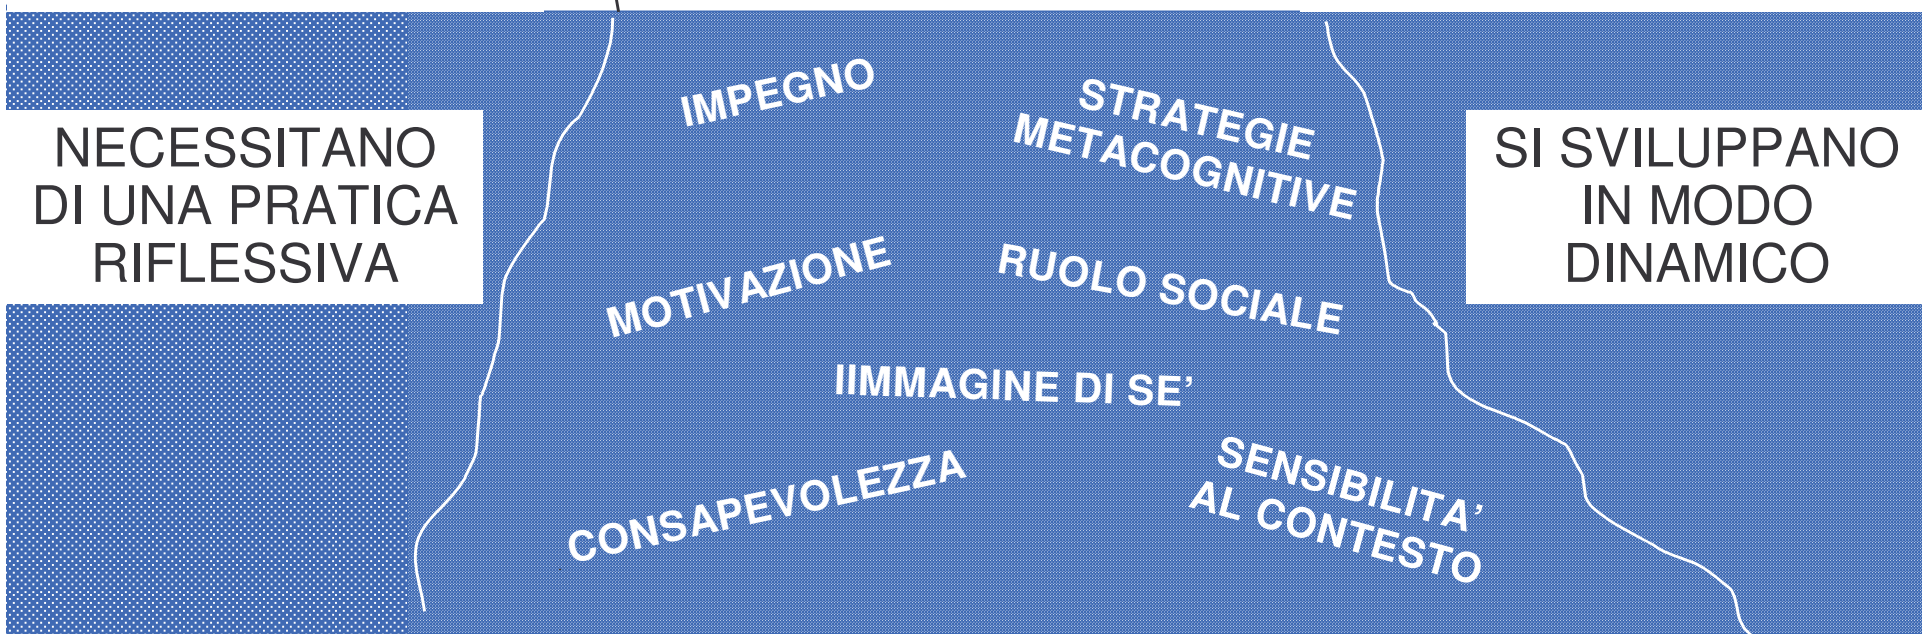 NECESSITANO
DI UNA PRATICA
RIFLESSIVA
IMPEGNO
STRATEGIE
METACOGNITIVE
MOTIVAZIONE
RUOLO SOCIALE
IIMMAGINE DI SE’
CONSAPEVOLEZZA
SENSIBILITA’
AL CONTESTO
SI SVILUPPANO
IN MODO
DINAMICO